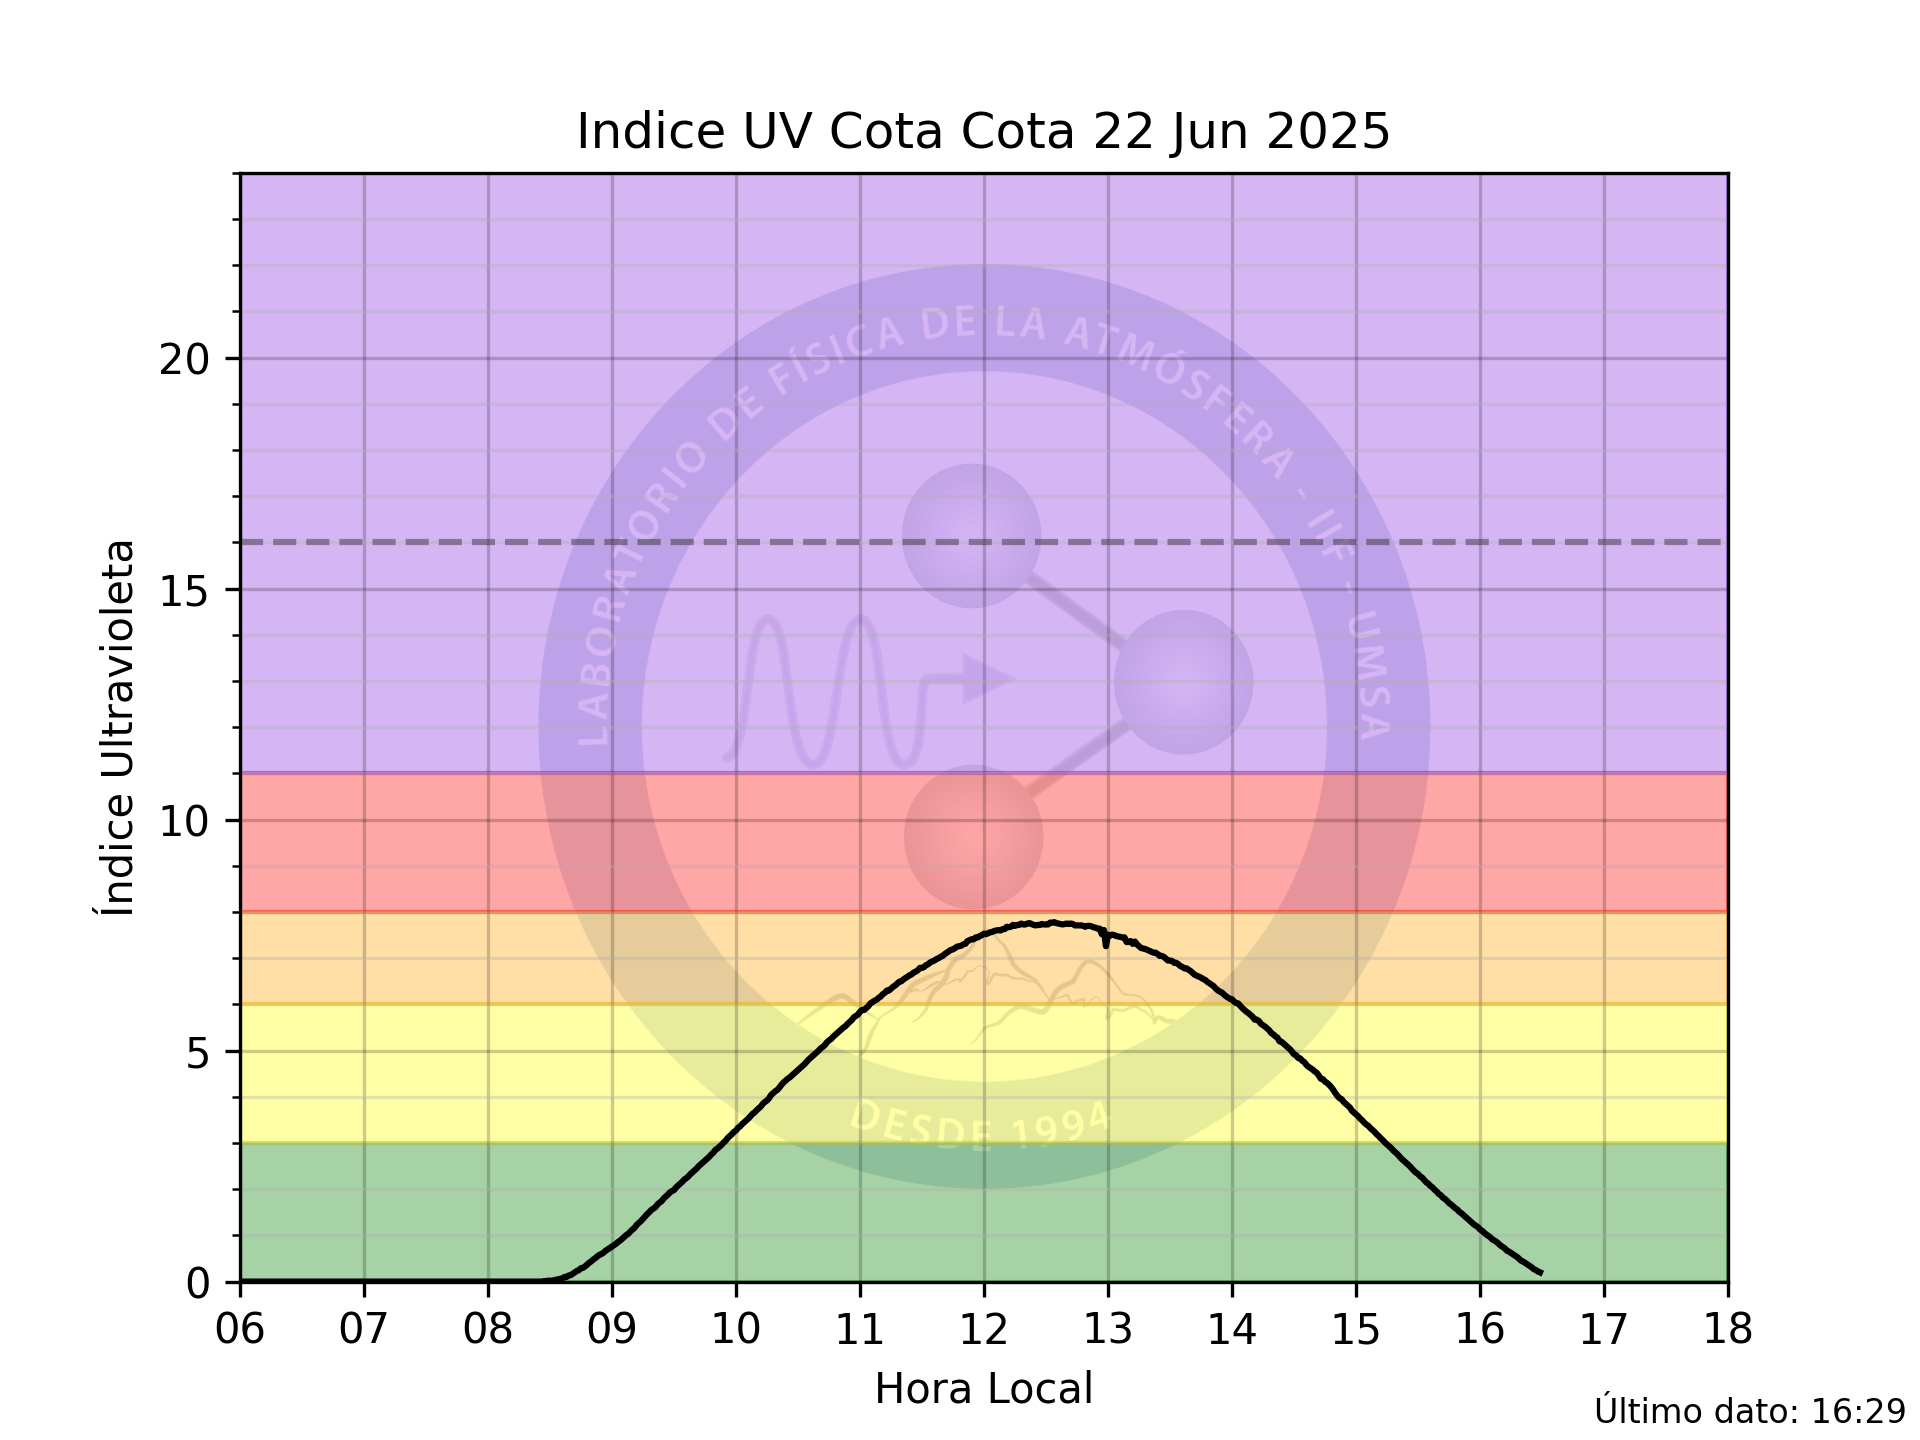 Indice UV Cota Cota 22 Jun 2025
LABORATORIO DE FÍSICA DE LA ATMÓSFERA - IIF - UMSA
DESDE 1994
Índice Ultravioleta
20
15
10
5
0
06 07 08 09 10 11 12 13 14 15 16 17 18
Hora Local
Último dato: 16:29